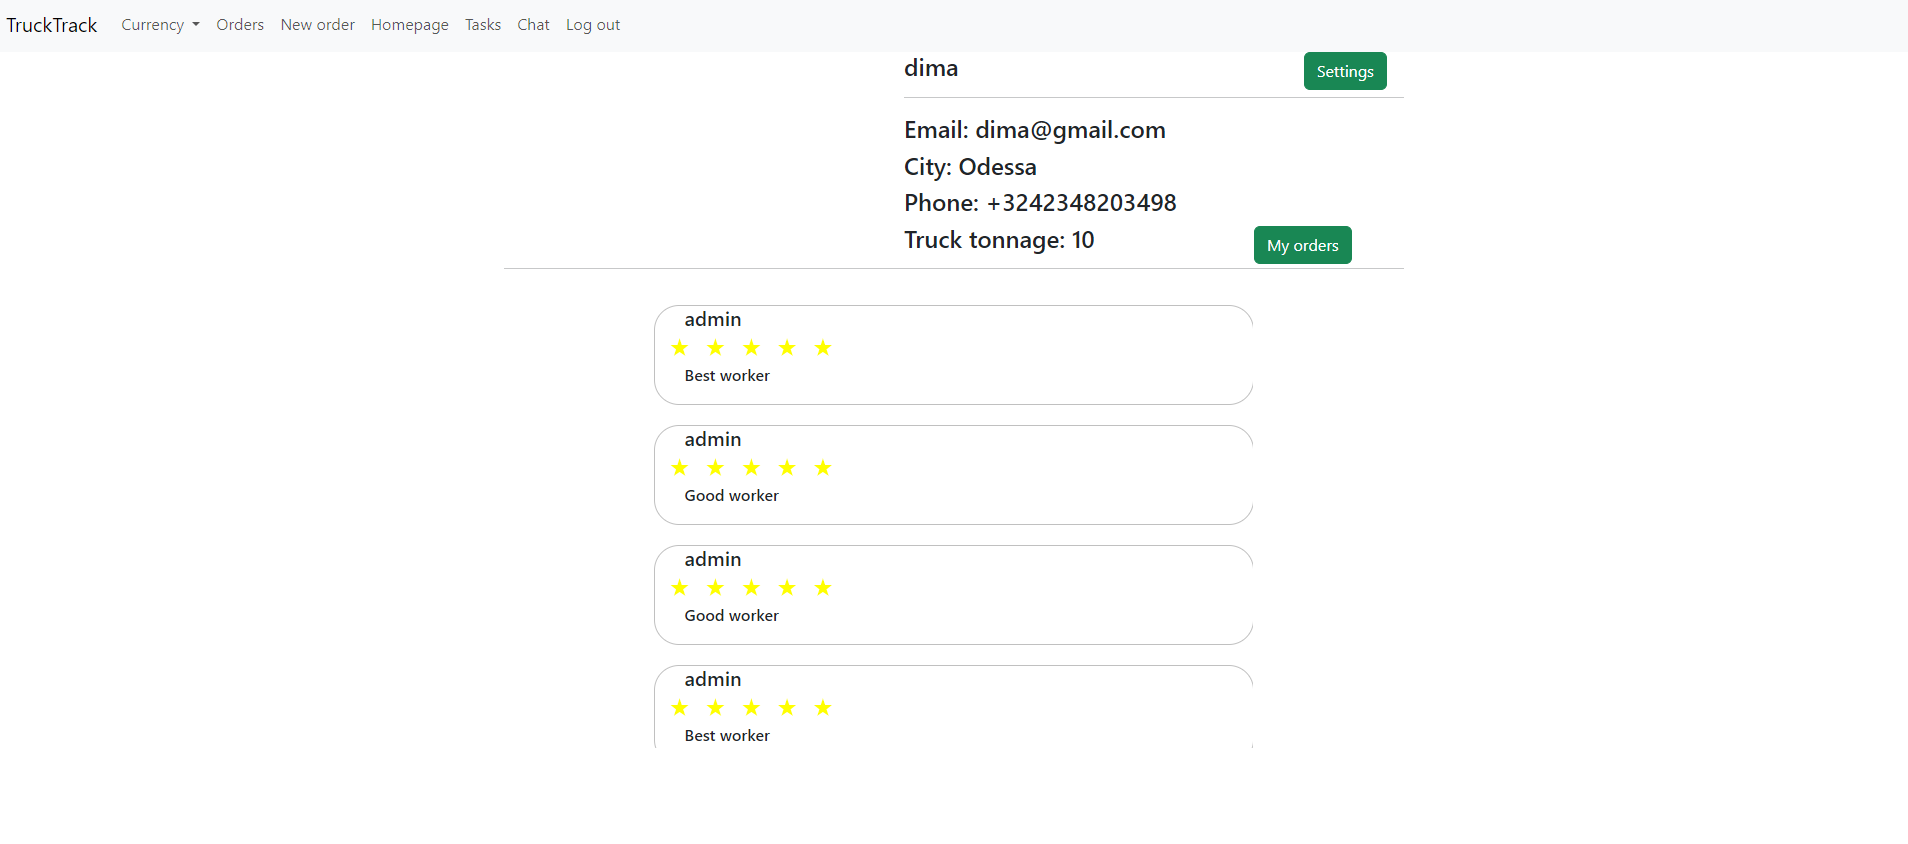 TruckTrack Currency Orders New order Homepage Tasks Chat Log out
dima Settings
Email: dima@gmail.com
City: Odessa
Phone: +3242348203498
Truck tonnage: 10 My orders
admin
★ ★ ★ ★ ★
Best worker
admin
★ ★ ★ ★ ★
Good worker
admin
★ ★ ★ ★ ★
Good worker
admin
★ ★ ★ ★ ★
Best worker